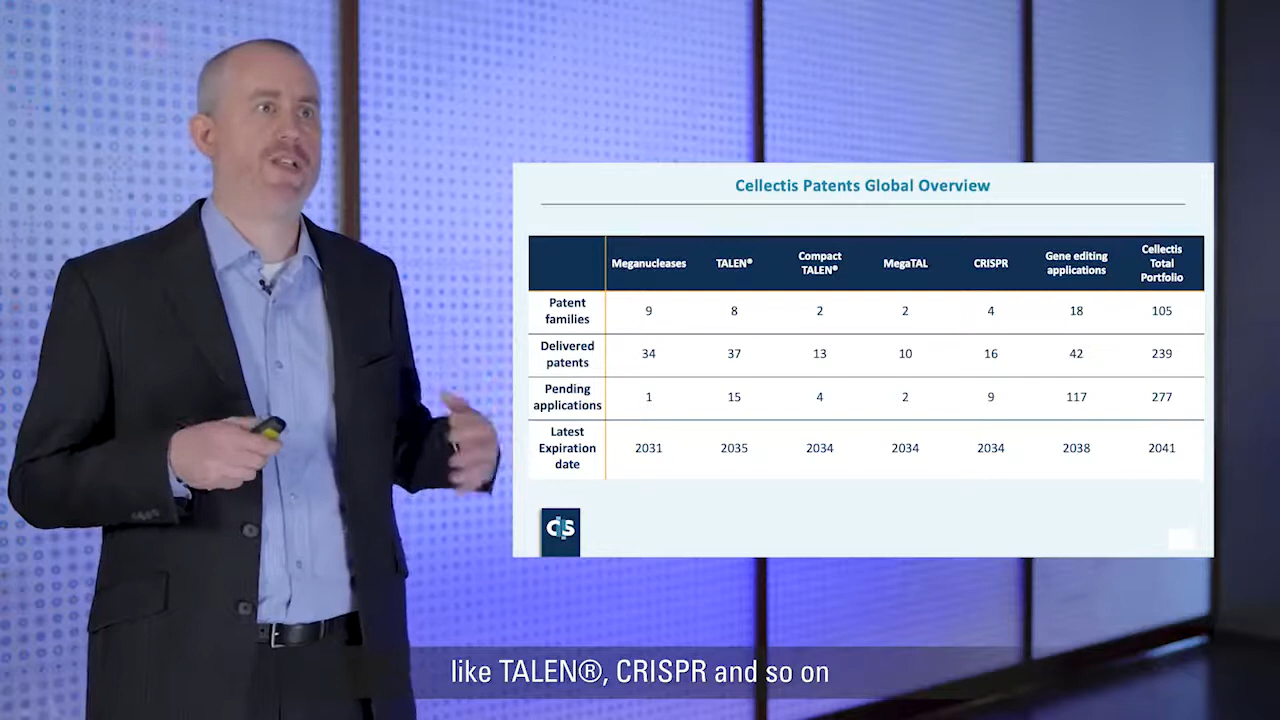 Cellectis Patents Global Overview
Meganucleases TALEN® Compact TALEN® MegaTAL CRISPR Gene editing applications Cellectis Total Portfolio
Patent families 9 8 2 2 4 18 105
Delivered patents 34 37 13 10 16 42 239
Pending applications 1 15 4 2 9 117 277
Latest Expiration date 2031 2035 2034 2034 2034 2038 2041
like TALEN®, CRISPR and so on